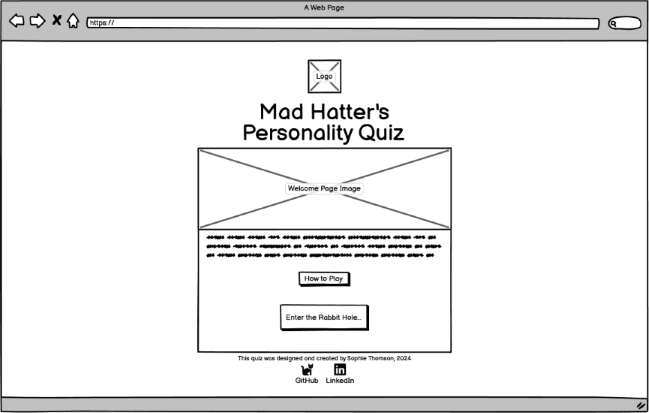 A Web Page
https://
Logo
Mad Hatter's
Personality Quiz
Welcome Page Image
How to Play
Enter the Rabbit Hole...
This quiz was designed and created by Sophie Thomson, 2024
GitHub LinkedIn